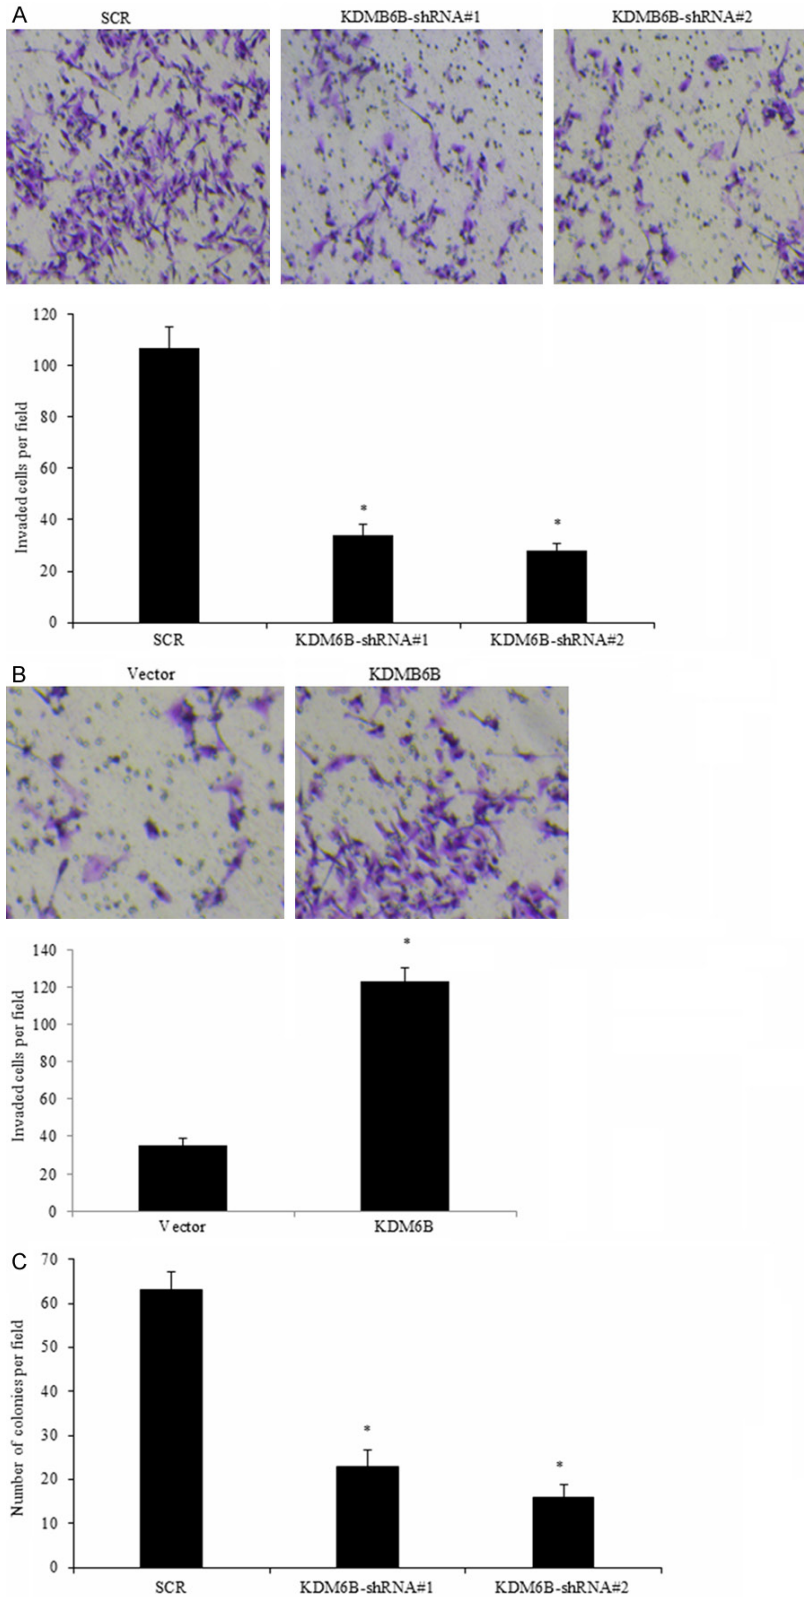 A
SCR KDMB6B-shRNA#1 KDMB6B-shRNA#2
Invaded cells per field
120
100
80
60
40
20
0
*
*
SCR KDM6B-shRNA#1 KDM6B-shRNA#2
B
Vector KDMB6B
Invaded cells per field
140
120
100
80
60
40
20
0
*
Vector KDM6B
C
Number of colonies per field
70
60
50
40
30
20
10
0
*
*
SCR KDM6B-shRNA#1 KDM6B-shRNA#2